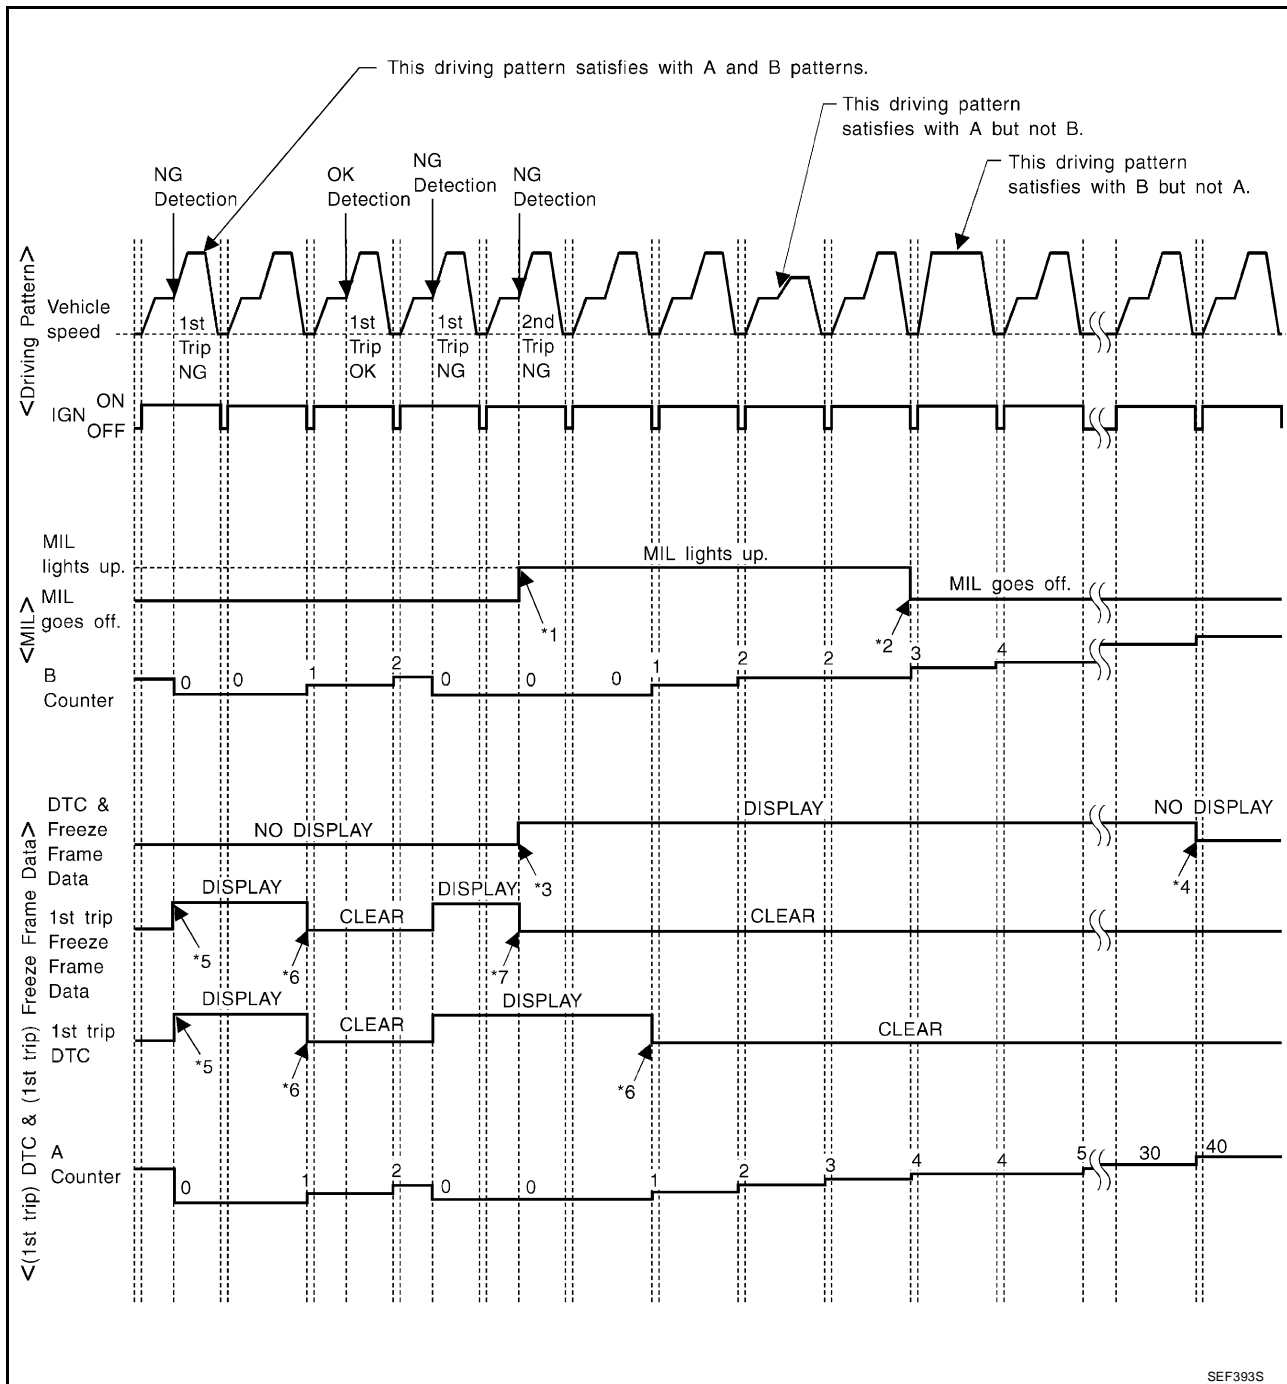 This driving pattern satisfies with A and B patterns.
This driving pattern
satisfies with A but not B.
This driving pattern
satisfies with B but not A.
NG
Detection
OK
Detection
NG
Detection
NG
Detection
<Driving Pattern>
Vehicle
speed
1st
Trip
NG
1st
Trip
OK
1st
Trip
NG
2nd
Trip
NG
IGN
ON
OFF
<MIL>
MIL
lights up.
MIL
goes off.
MIL lights up.
MIL goes off.
*1
*2
B
Counter
0 0 1 2 0 0 0 1 2 2 3 4
<(1st trip) DTC & (1st trip) Freeze Frame Data>
DTC &
Freeze
Frame
Data
NO DISPLAY
DISPLAY
NO DISPLAY
*3
*4
1st trip
Freeze
Frame
Data
DISPLAY
CLEAR
DISPLAY
CLEAR
*5
*6
*7
1st trip
DTC
DISPLAY
CLEAR
DISPLAY
CLEAR
*5
*6
*6
A
Counter
0 1 2 0 0 1 2 3 4 4 5 30 40
SEF393S